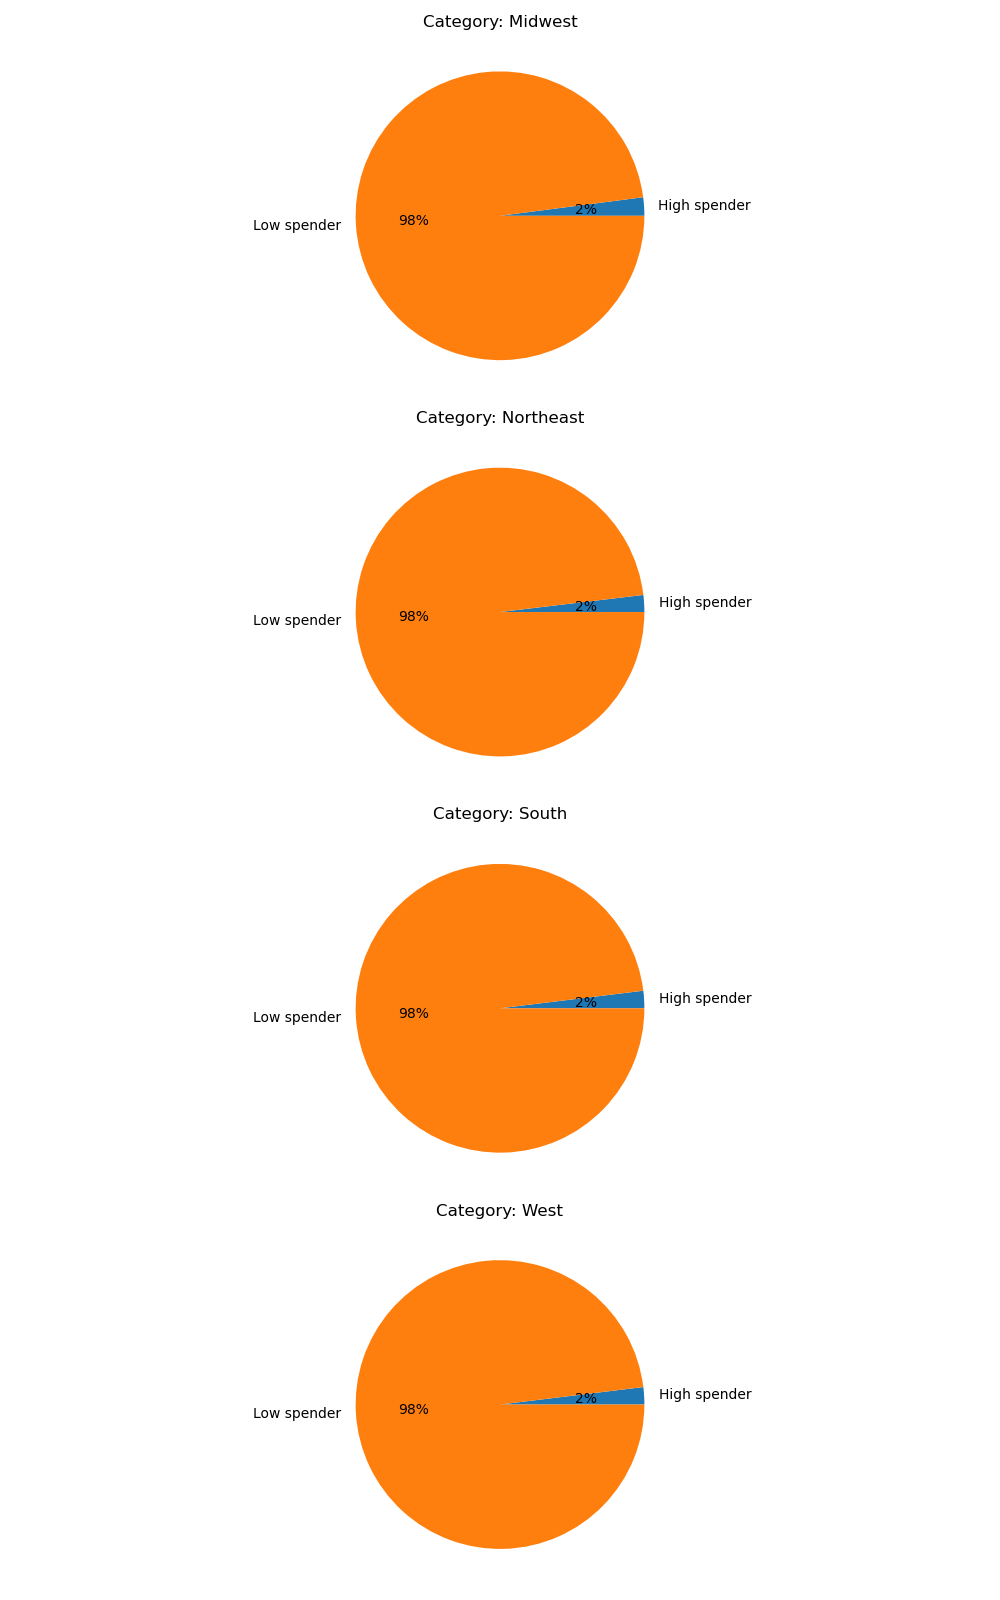 Category: Midwest
High spender
2%
98%
Low spender
Category: Northeast
High spender
2%
98%
Low spender
Category: South
High spender
2%
98%
Low spender
Category: West
High spender
2%
98%
Low spender